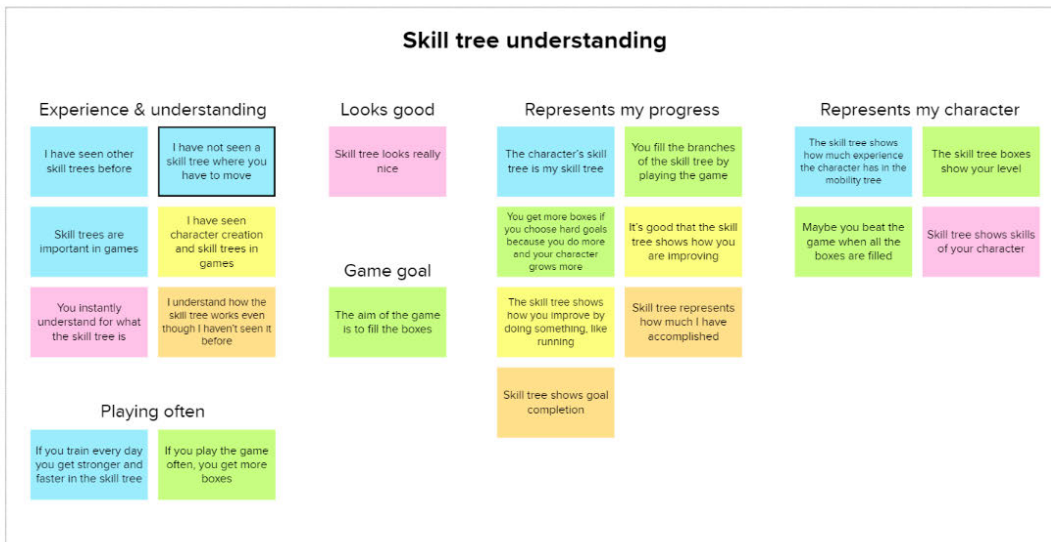 Skill tree understanding
Experience & understanding
I have seen other
skill trees before
I have not seen a
skill tree where you
have to move
Skill trees are
important in games
I have seen
character creation
and skill trees in
games
You instantly
understand for what
the skill tree is
I understand how the
skill tree works even
though I haven't seen it
before
Playing often
If you train every day
you get stronger and
faster in the skill tree
If you play the game
often, you get more
boxes
Looks good
Skill tree looks really
nice
Game goal
The aim of the game
is to fill the boxes
Represents my progress
The character's skill
tree is my skill tree
You fill the branches
of the skill tree by
playing the game
You get more boxes if
you choose hard goals
because you do more
and your character
grows more
It's good that the skill
tree shows how you
are improving
The skill tree shows
how you improve by
doing something, like
running
Skill tree represents
how much I have
accomplished
Skill tree shows goal
completion
Represents my character
The skill tree shows
how much experience
the character has in the
mobility tree
The skill tree boxes
show your level
Maybe you beat the
game when all the
boxes are filled
Skill tree shows skills
of your character